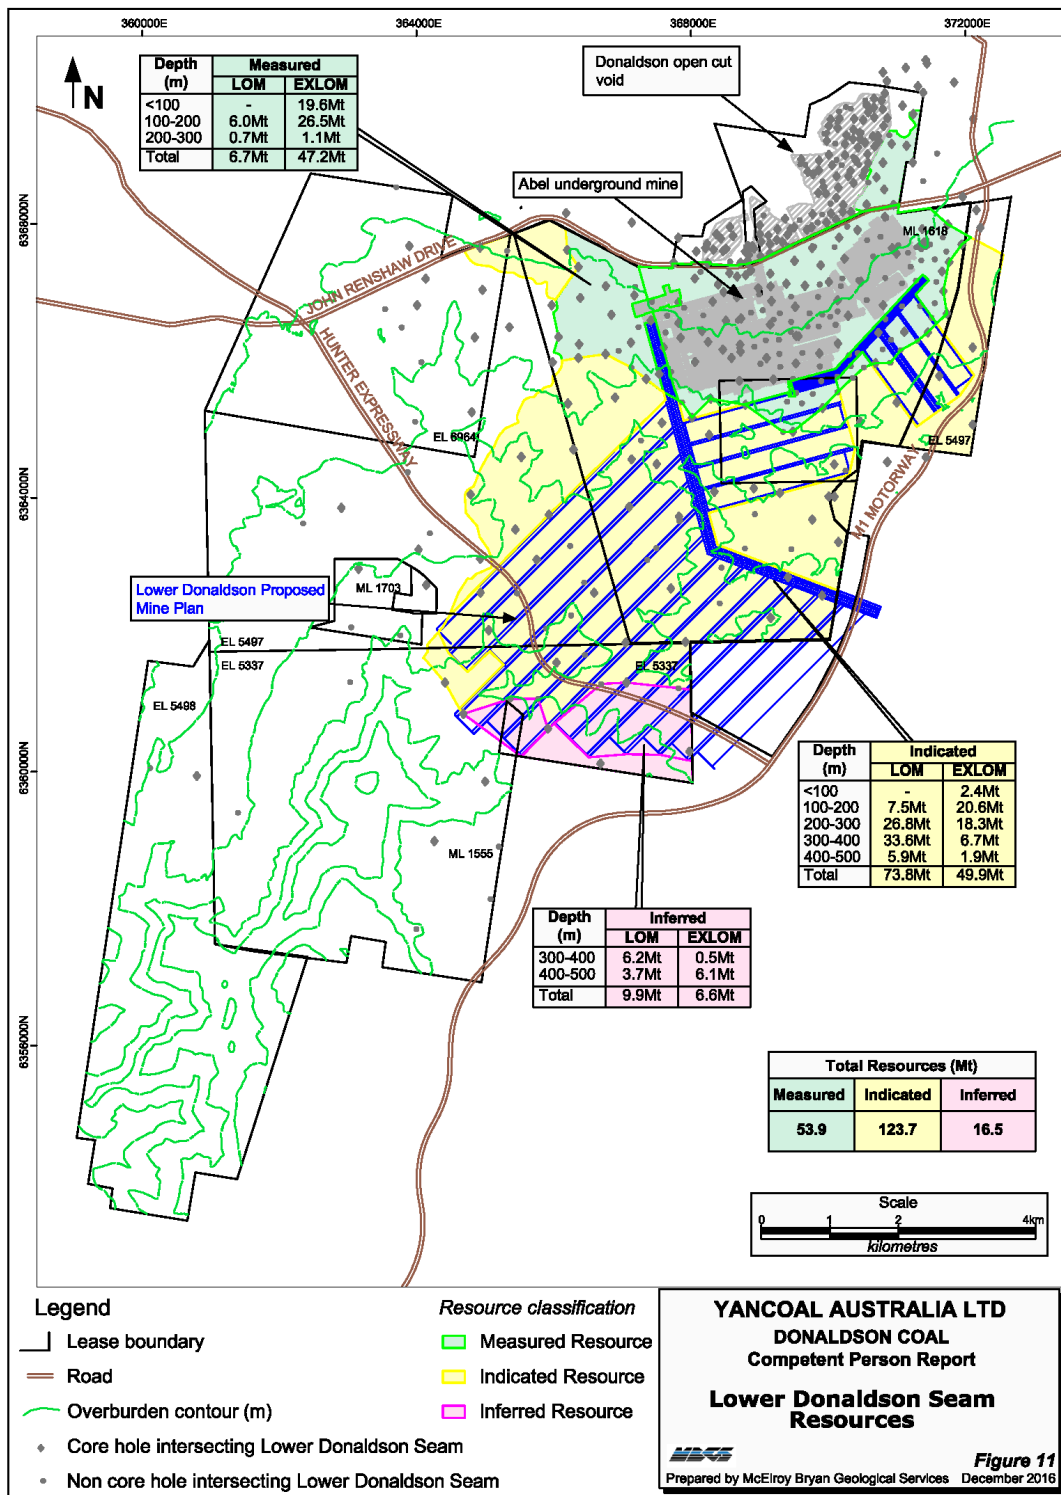 360000E 364000E 368000E 372000E
6368000N
6364000N
6360000N
6356000N
N
Depth (m) Measured
LOM EXLOM
<100 - 19.6Mt
100-200 6.0Mt 26.5Mt
200-300 0.7Mt 1.1Mt
Total 6.7Mt 47.2Mt
Donaldson open cut
void
Abel underground mine
ML 1618
JOHN RENSHAW DRIVE
HUNTER EXPRESSWAY
EL 6964
EL 5497
M1 MOTORWAY
Lower Donaldson Proposed
Mine Plan
ML 1703
EL 5497
EL 5337
EL 5337
EL 5498
ML 1555
Depth (m) Indicated
LOM EXLOM
<100 - 2.4Mt
100-200 7.5Mt 20.6Mt
200-300 26.8Mt 18.3Mt
300-400 33.6Mt 6.7Mt
400-500 5.9Mt 1.9Mt
Total 73.8Mt 49.9Mt
Depth (m) Inferred
LOM EXLOM
300-400 6.2Mt 0.5Mt
400-500 3.7Mt 6.1Mt
Total 9.9Mt 6.6Mt
Total Resources (Mt)
Measured Indicated Inferred
53.9 123.7 16.5
Scale
0 1 2 4km
kilometres
Legend
Lease boundary
Road
Overburden contour (m)
Core hole intersecting Lower Donaldson Seam
Non core hole intersecting Lower Donaldson Seam
Resource classification
Measured Resource
Indicated Resource
Inferred Resource
YANCOAL AUSTRALIA LTD
DONALDSON COAL
Competent Person Report
Lower Donaldson Seam
Resources
MBGS
Figure 11
Prepared by McElroy Bryan Geological Services December 2016